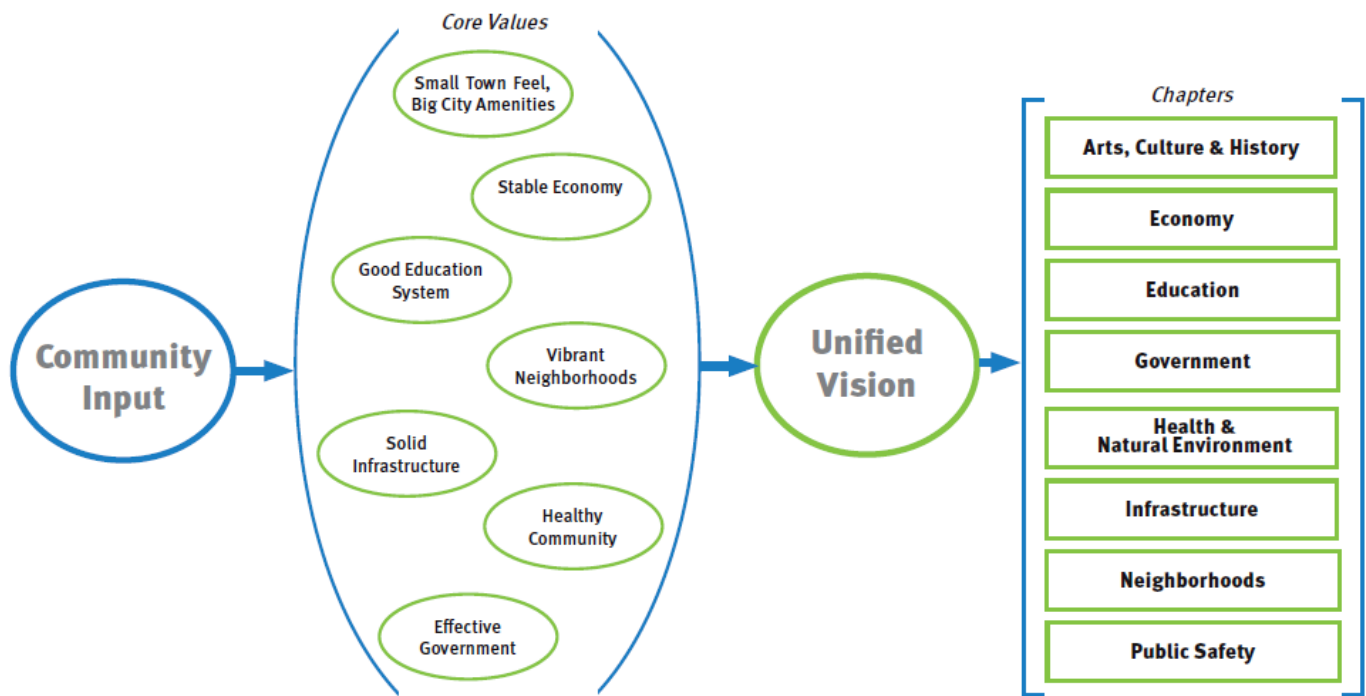 Core Values
Small Town Feel,
Big City Amenities
Stable Economy
Good Education
System
Vibrant
Neighborhoods
Solid
Infrastructure
Healthy
Community
Effective
Government
Community
Input
Unified
Vision
Chapters
Arts, Culture & History
Economy
Education
Government
Health &
Natural Environment
Infrastructure
Neighborhoods
Public Safety